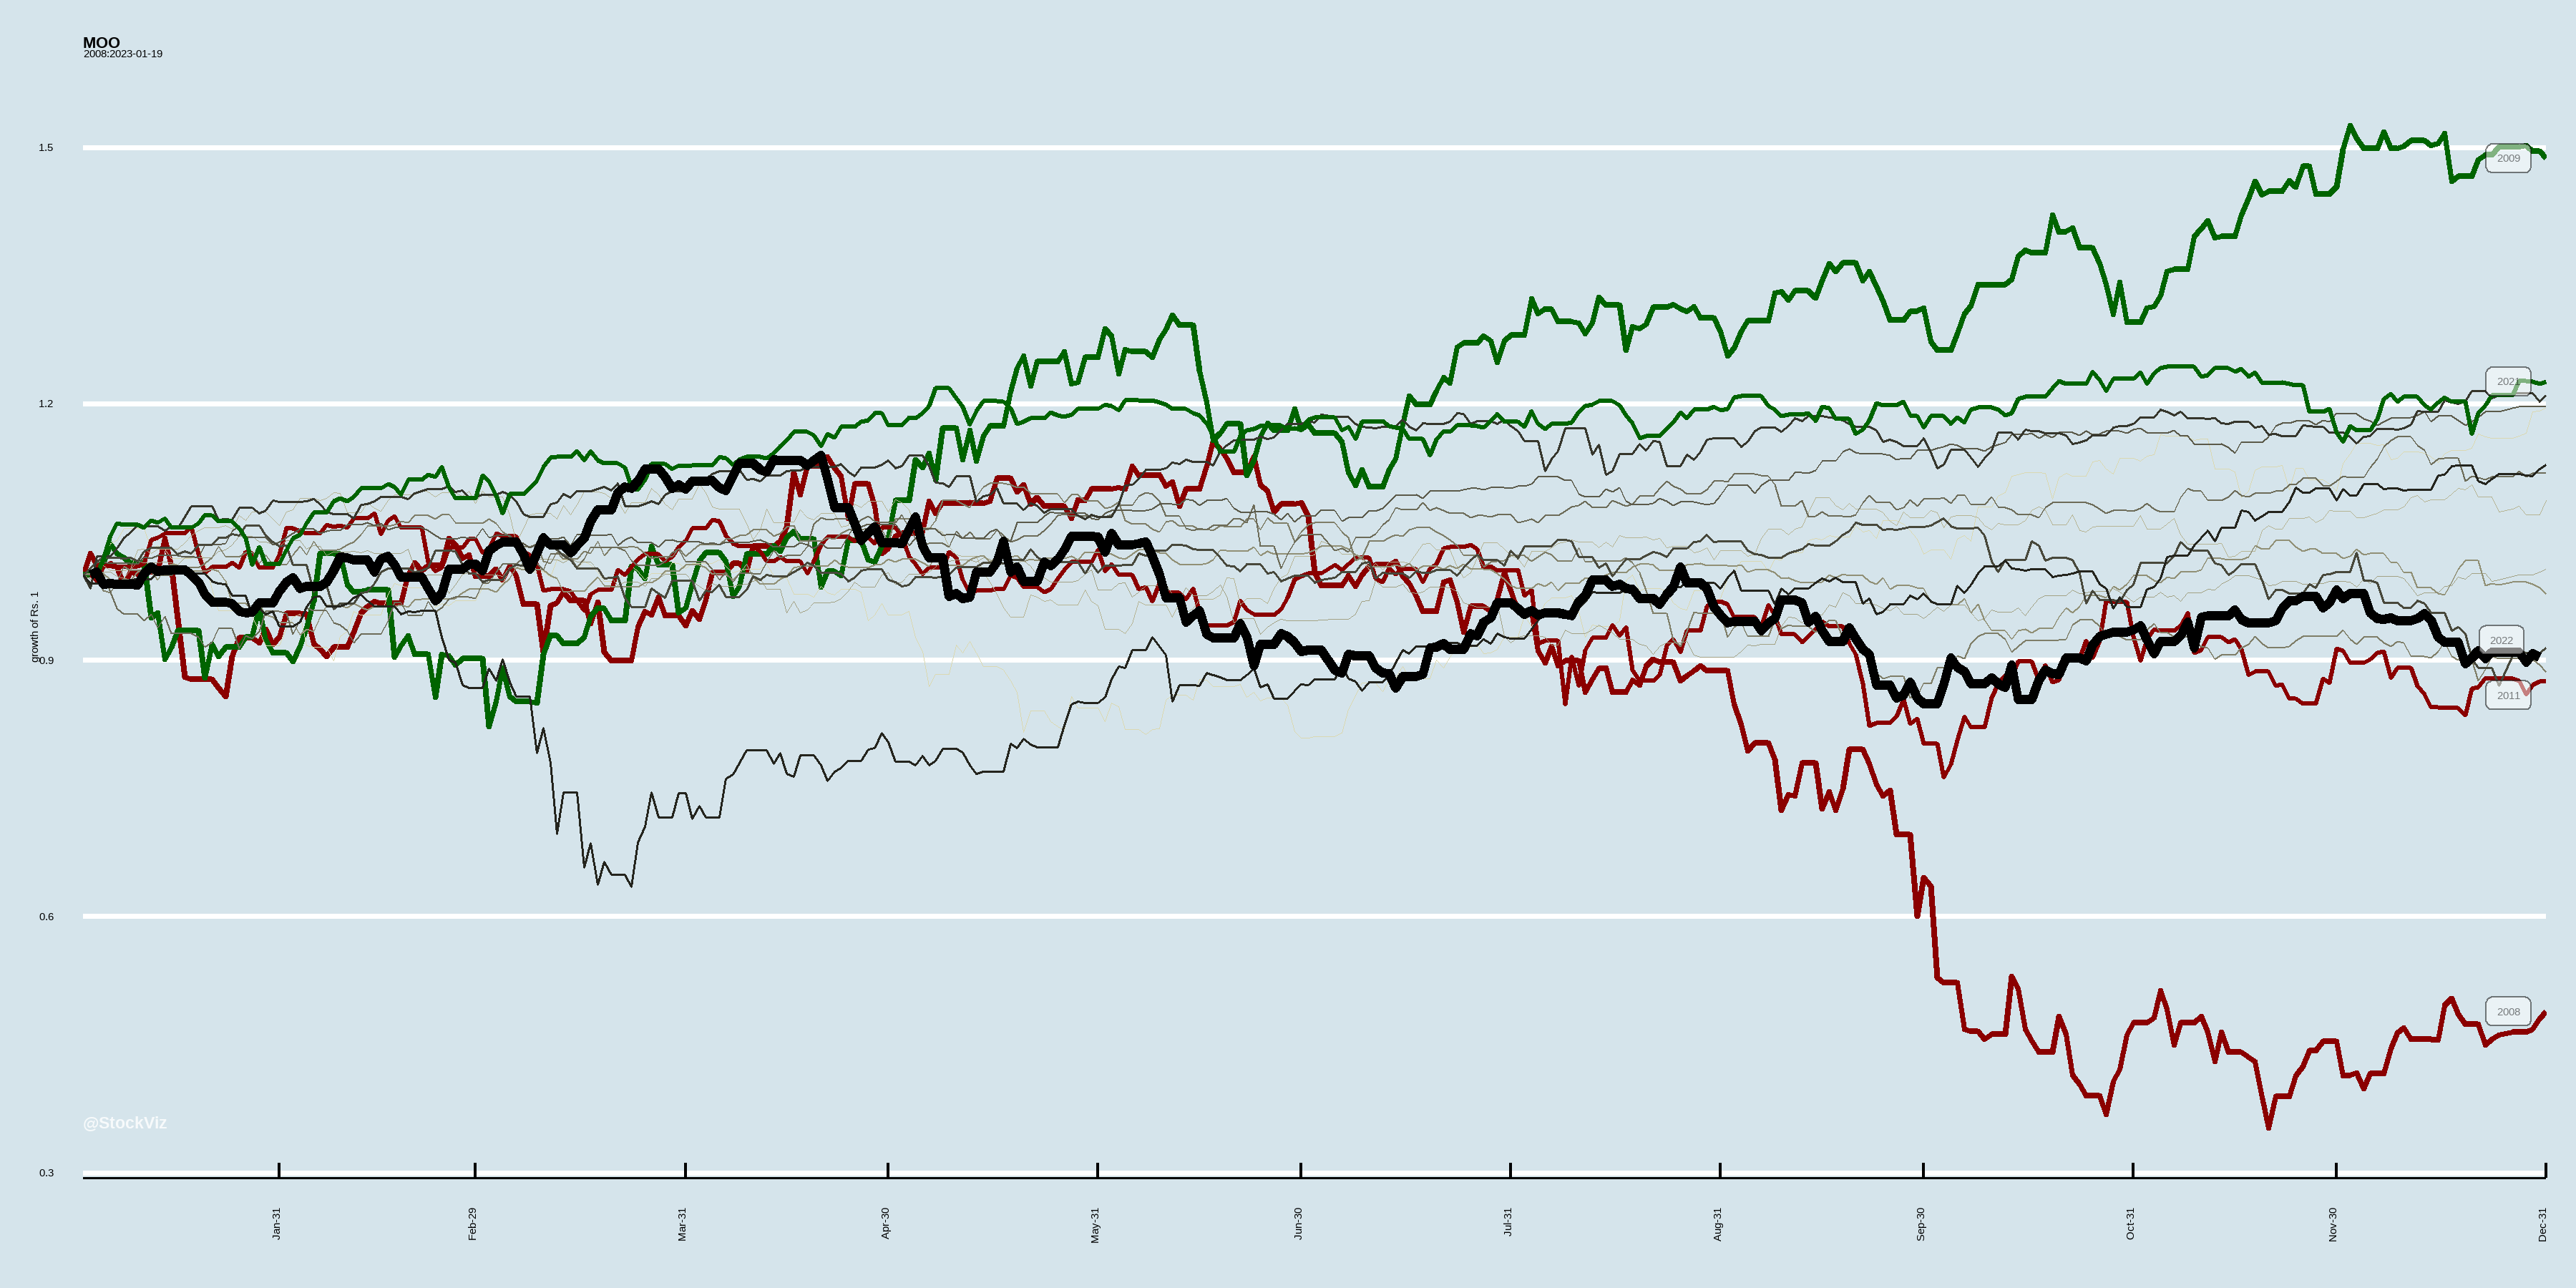 MOO
2008:2023-01-19
growth of Rs. 1
1.5
1.2
0.9
0.6
0.3
2009
2021
2022
2011
2008
@StockViz
Jan-31
Feb-29
Mar-31
Apr-30
May-31
Jun-30
Jul-31
Aug-31
Sep-30
Oct-31
Nov-30
Dec-31